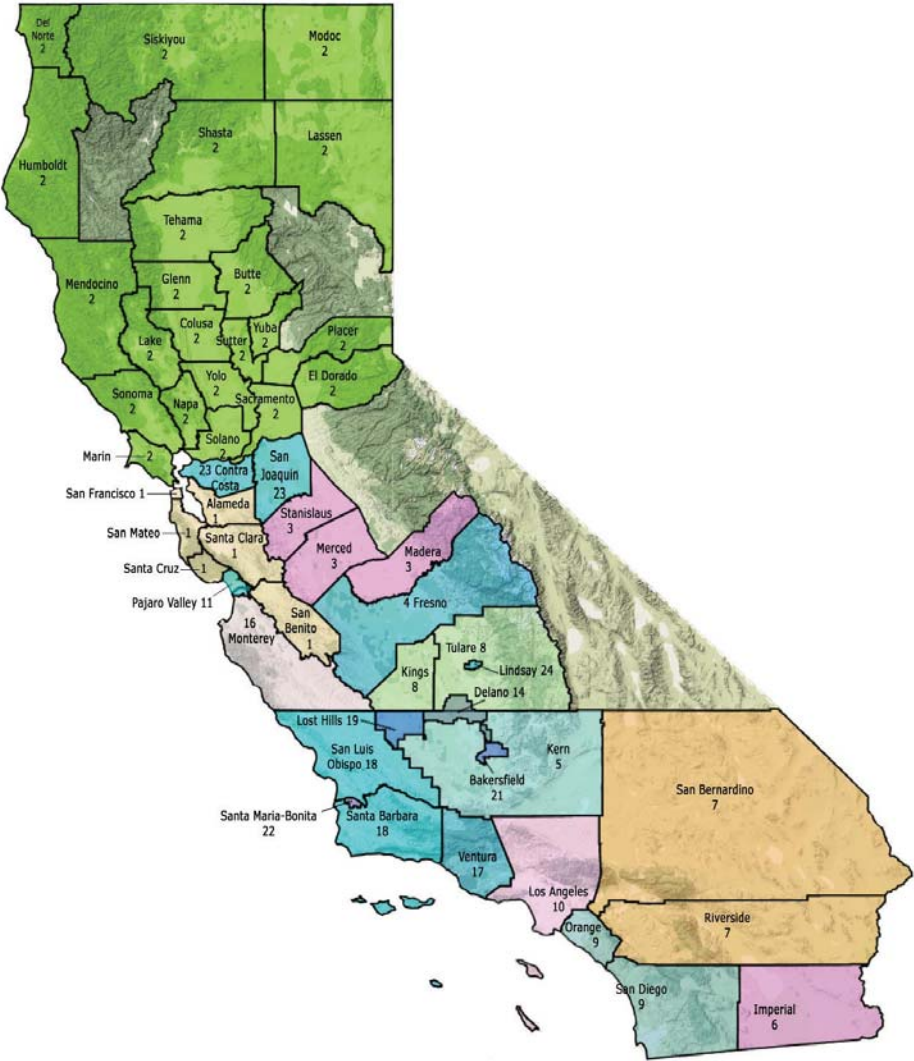 Del
Norte
2
Siskiyou
2
Modoc
2
Humboldt
2
Shasta
2
Lassen
2
Tehama
2
Mendocino
2
Glenn
2
Butte
2
Lake
2
Colusa
2
Sutter
2
Yuba
2
Placer
2
Yolo
2
El Dorado
2
Sonoma
2
Napa
2
Sacramento
2
Solano
2
Marin
2
23 Contra
Costa
San
Joaquin
23
San Francisco 1
Alameda
1
Stanislaus
3
San Mateo
1
Santa Clara
1
Merced
3
Madera
3
Santa Cruz
1
Pajaro Valley 11
4 Fresno
San
Benito
1
16
Monterey
Kings
8
Tulare 8
Lindsay 24
Delano 14
Lost Hills 19
San Luis
Obispo 18
Kern
5
Bakersfield
21
San Bernardino
7
Santa Maria-Bonita
22
Santa Barbara
18
Ventura
17
Los Angeles
10
Orange
9
Riverside
7
San Diego
9
Imperial
6